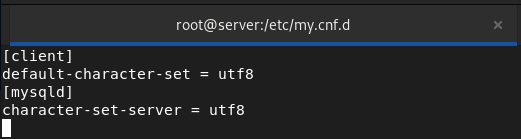 root@server:/etc/my.cnf.d
[client]
default-character-set = utf8
[mysqld]
character-set-server = utf8